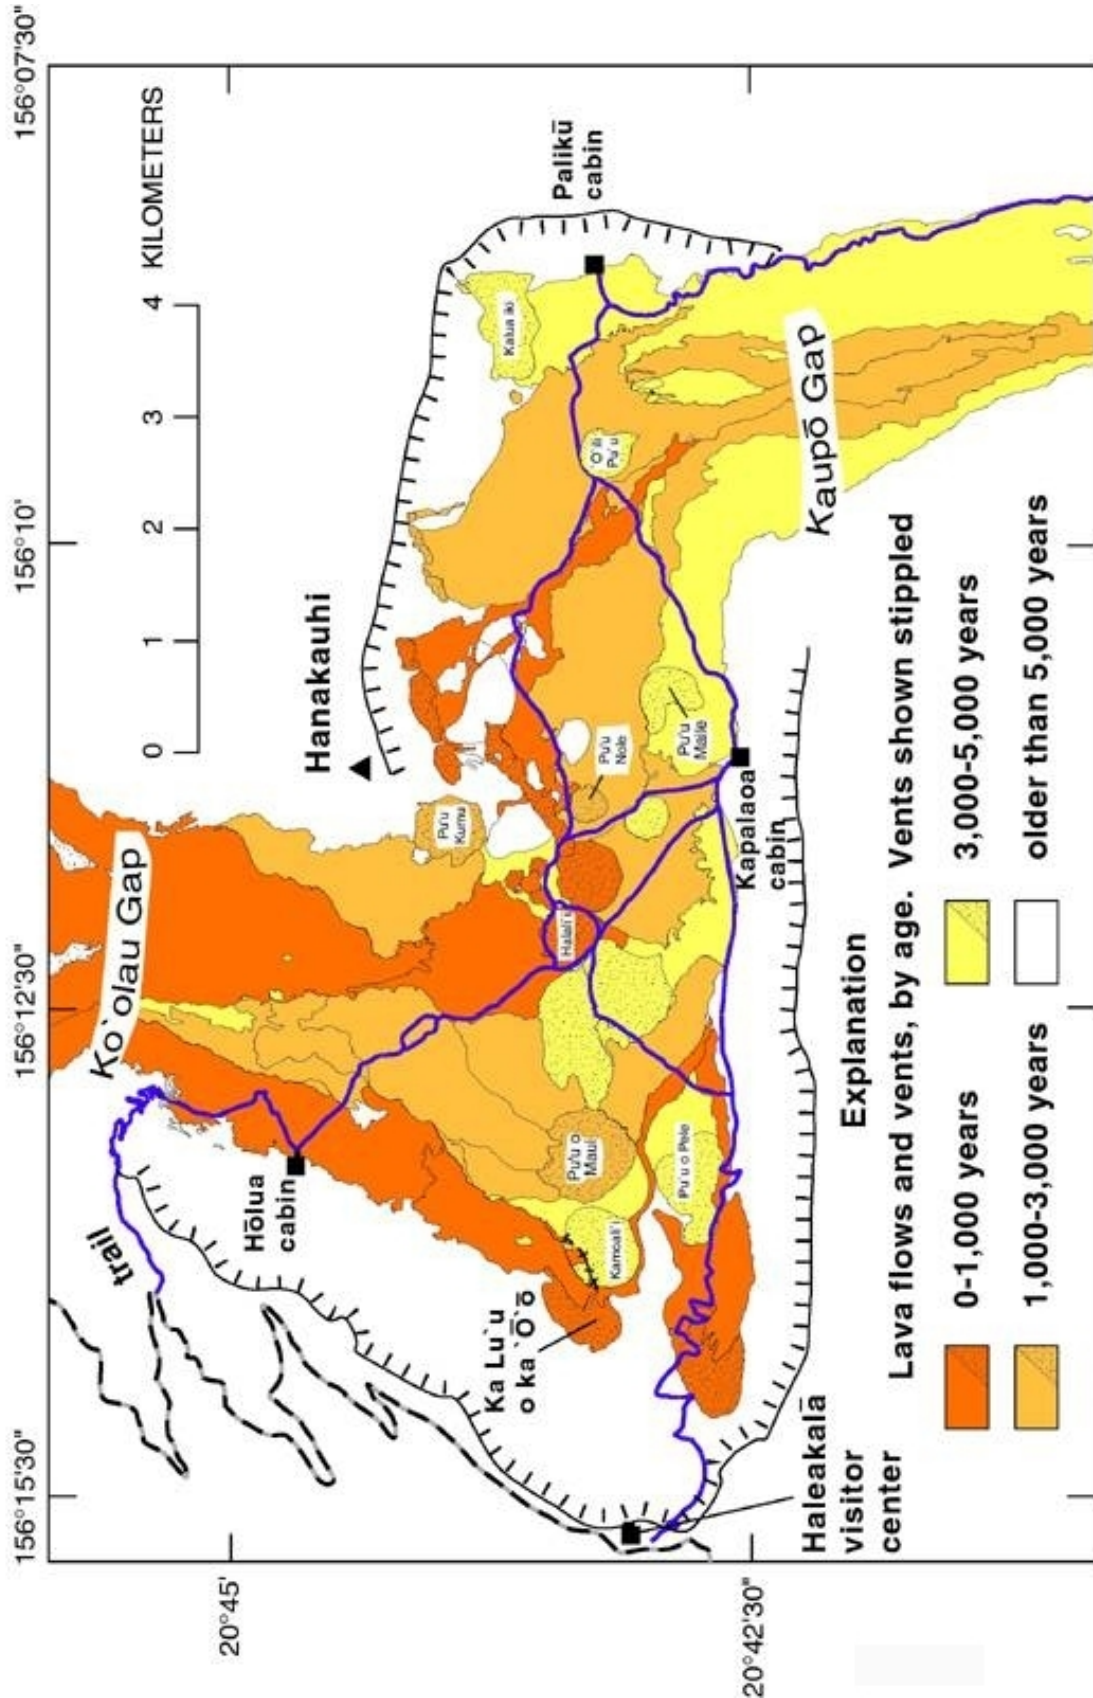 156°15'30"
156°12'30"
156°10'
156°07'30"
20°45'
20°42'30"
Ko`olau Gap
0 1 2 3 4
KILOMETERS
trail
Hanakauhi
Hōlua
cabin
Pu'u
Kumu
Kalua iki
Palikū
cabin
Ka Lu`u
o ka `Ō`ō
Kamoali`i
Pu'u o
Maui
Halali`i
Pu'u
Nole
`O`ili
Pu`u
Pu`u o Pele
Pu'u
Maile
Haleakalā
visitor
center
Kapalaoa
cabin
Kaupō Gap
Explanation
Lava flows and vents, by age. Vents shown stippled
0-1,000 years
3,000-5,000 years
1,000-3,000 years
older than 5,000 years